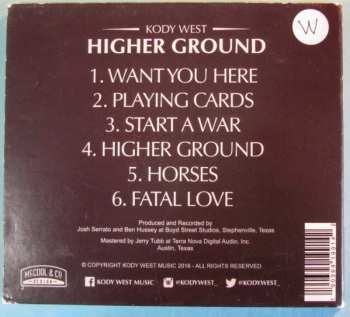 W
KODY WEST
HIGHER GROUND
1. WANT YOU HERE
2. PLAYING CARDS
3. START A WAR
4. HIGHER GROUND
5. HORSES
6. FATAL LOVE
Produced and Recorded by
Josh Serrato and Ben Hussey at Boyd Street Studios, Stephenville, Texas
Mastered by Jerry Tubb at Terra Nova Digital Audio, Inc.
Austin, Texas
© COPYRIGHT KODY WEST MUSIC 2016 - ALL RIGHTS RESERVED.
MCCOOL & CO
DESIGN
KODY WEST MUSIC @KODYWEST_ @KODYWEST_